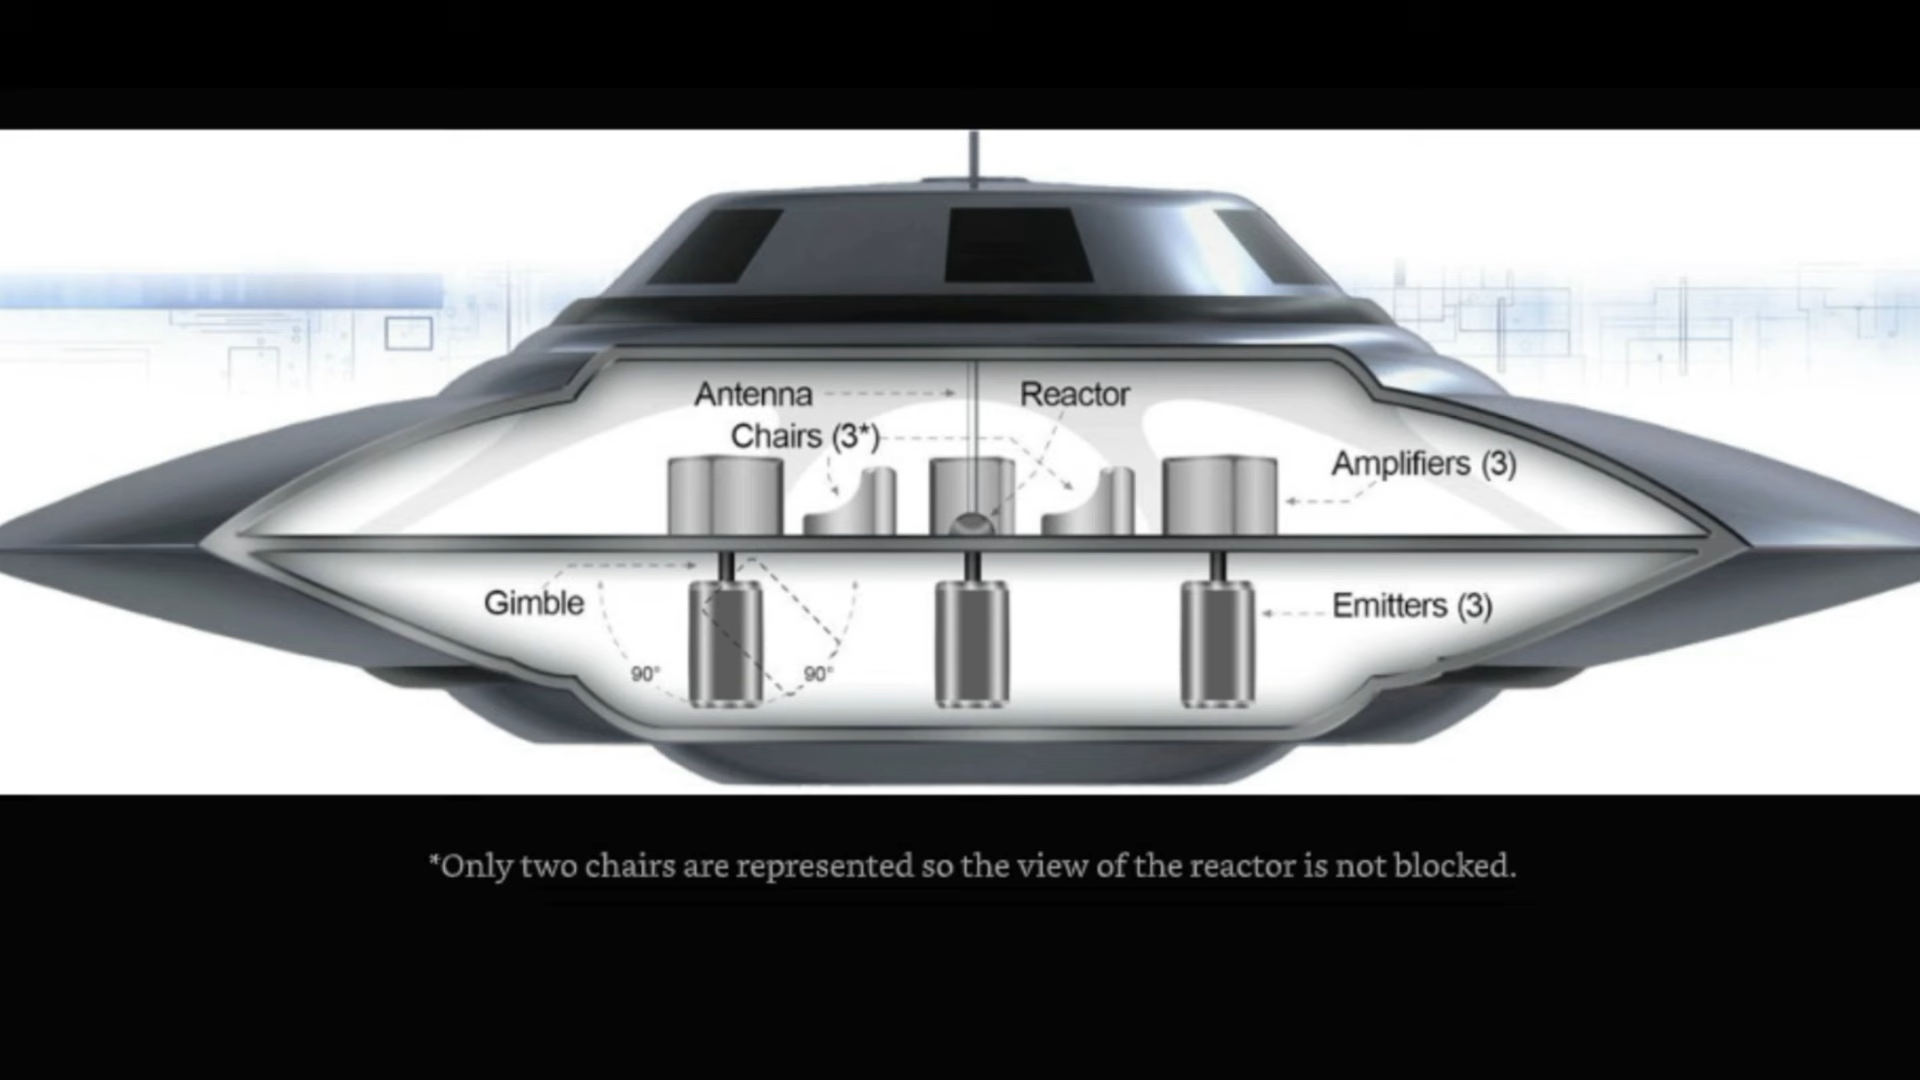 Antenna
Reactor
Chairs (3*)
Amplifiers (3)
Gimble
Emitters (3)
90°
90°
*Only two chairs are represented so the view of the reactor is not blocked.